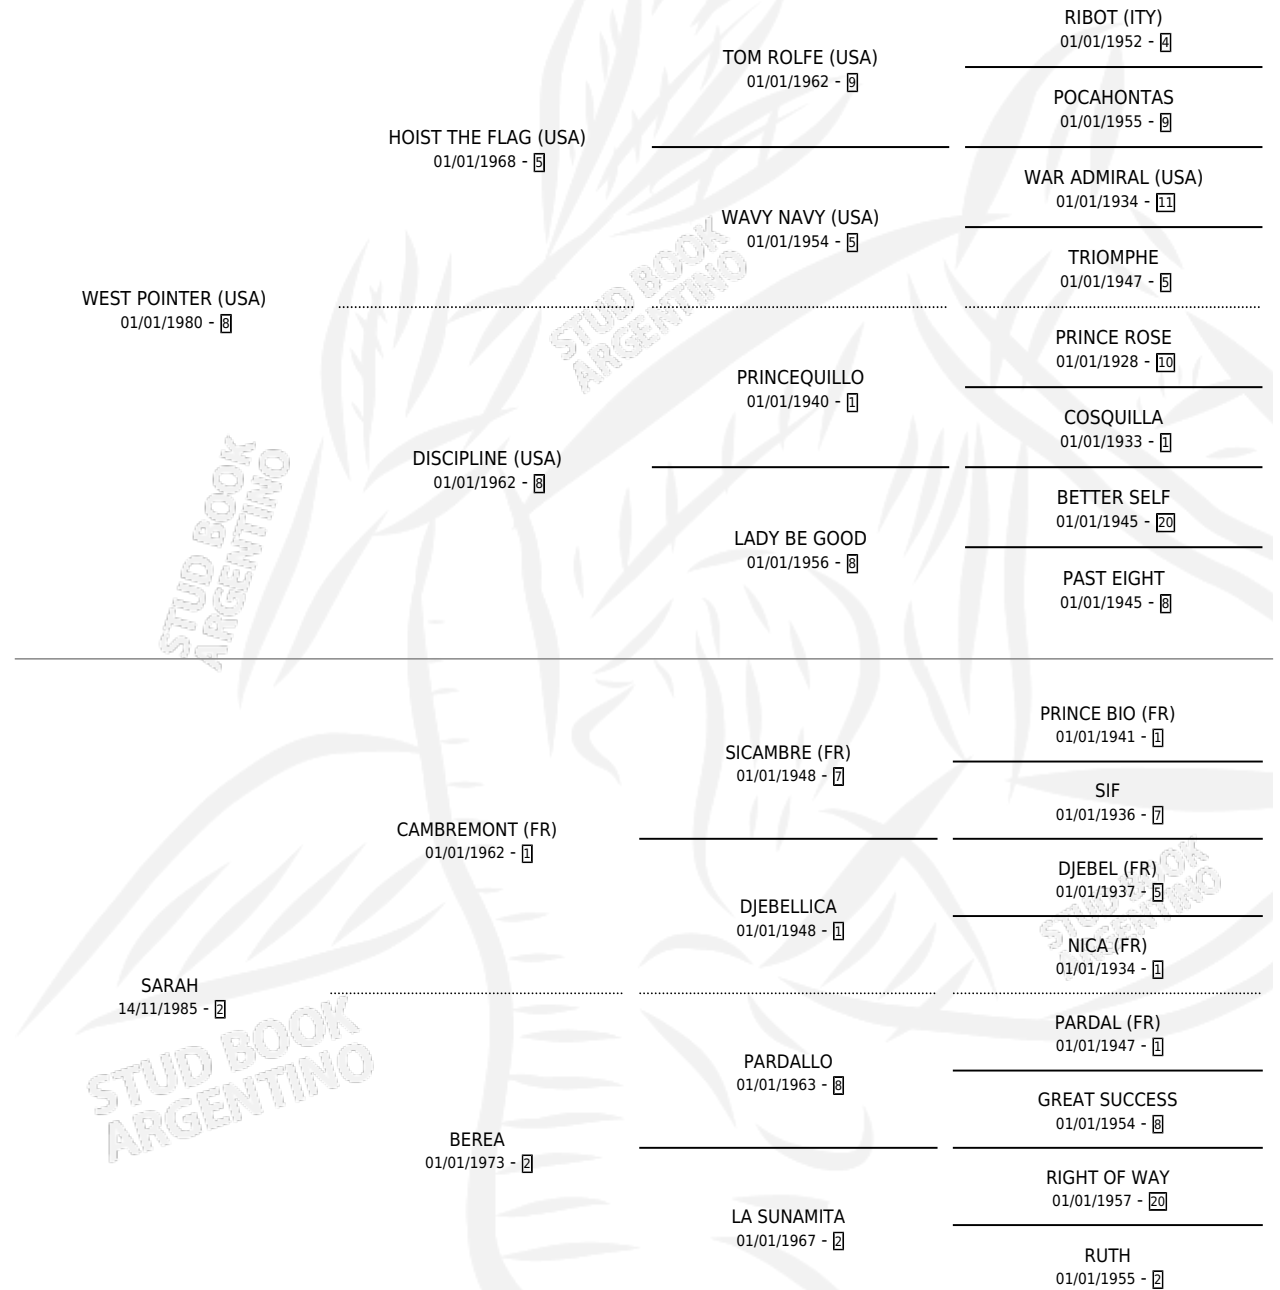 RIBOT (ITY)
01/01/1952 - 4
TOM ROLFE (USA)
01/01/1962 - 9
POCAHONTAS
01/01/1955 - 9
HOIST THE FLAG (USA)
01/01/1968 - 5
WAR ADMIRAL (USA)
01/01/1934 - 11
WAVY NAVY (USA)
01/01/1954 - 5
TRIOMPHE
01/01/1947 - 5
WEST POINTER (USA)
01/01/1980 - 8
PRINCE ROSE
01/01/1928 - 10
PRINCEQUILLO
01/01/1940 - 1
COSQUILLA
01/01/1933 - 1
DISCIPLINE (USA)
01/01/1962 - 8
BETTER SELF
01/01/1945 - 20
LADY BE GOOD
01/01/1956 - 8
PAST EIGHT
01/01/1945 - 8
STUD BOOK
ARGENTINO
STUD BOOK
ARGENTINO
PRINCE BIO (FR)
01/01/1941 - 1
SICAMBRE (FR)
01/01/1948 - 7
SIF
01/01/1936 - 7
CAMBREMONT (FR)
01/01/1962 - 1
DJEBEL (FR)
01/01/1937 - 5
DJEBELLICA
01/01/1948 - 1
NICA (FR)
01/01/1934 - 1
STUD BOOK
ARGENTINO
SARAH
14/11/1985 - 2
PARDAL (FR)
01/01/1947 - 1
PARDALLO
01/01/1963 - 8
GREAT SUCCESS
01/01/1954 - 8
STUD BOOK
ARGENTINO
BEREA
01/01/1973 - 2
RIGHT OF WAY
01/01/1957 - 20
LA SUNAMITA
01/01/1967 - 2
RUTH
01/01/1955 - 2